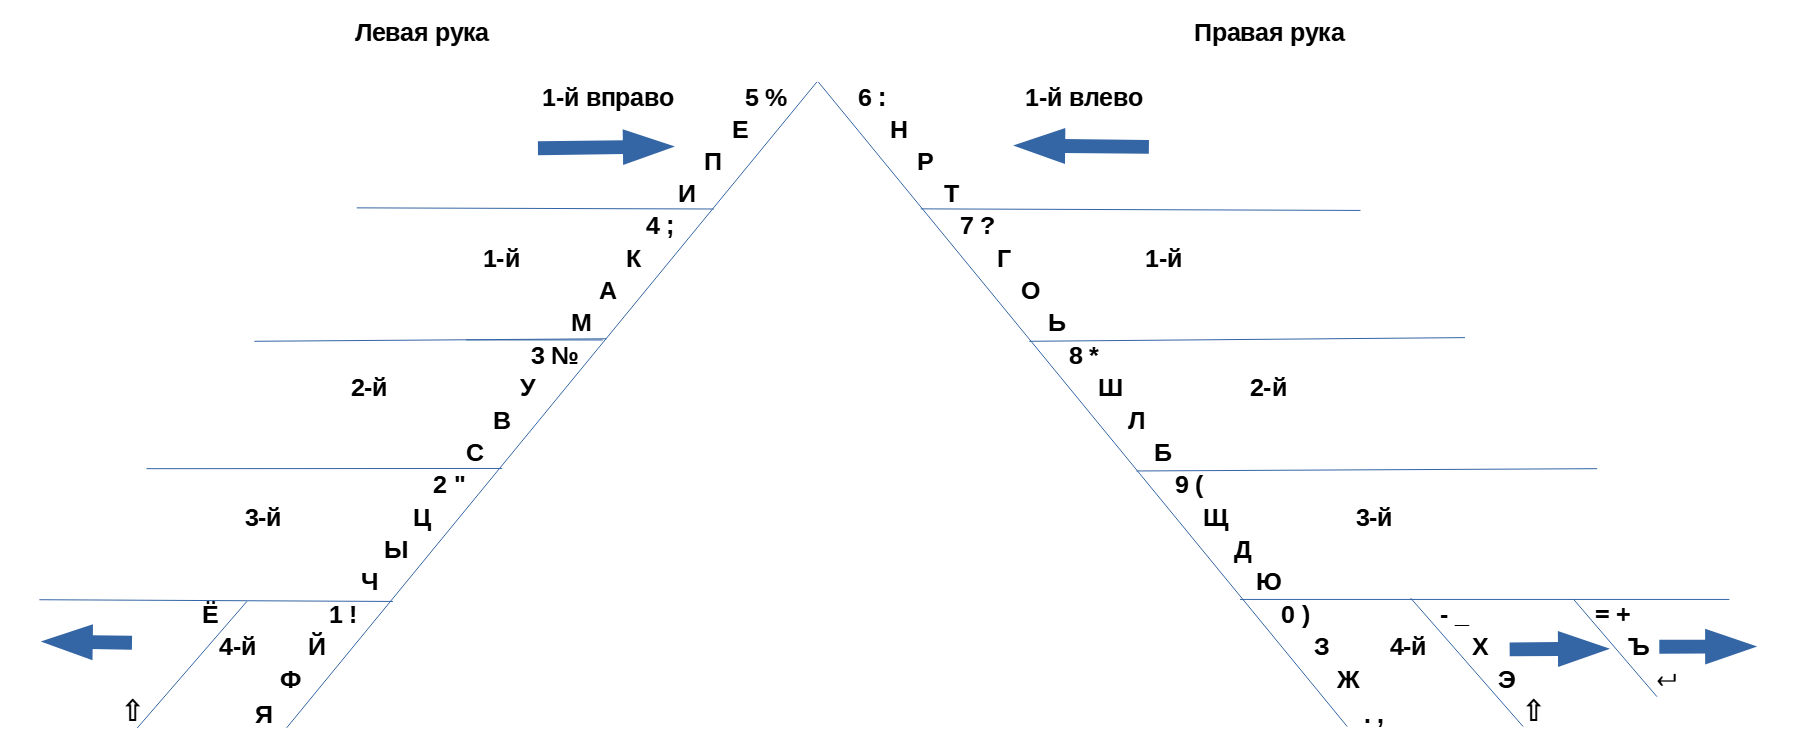 Левая рука Правая рука
1-й вправо 5 % 6 : 1-й влево
Е Н
П Р
И Т
4 ; 7 ?
1-й К Г 1-й
А О
М Ь
3 № 8 *
2-й У Ш 2-й
В Л
С Б
2 " 9 (
3-й Ц Щ 3-й
Ы Д
Ч Ю
Ё 1 ! 0 ) - _ = +
4-й Й З 4-й Х Ъ
Ф Ж Э ↵
⇧ Я . , ⇧